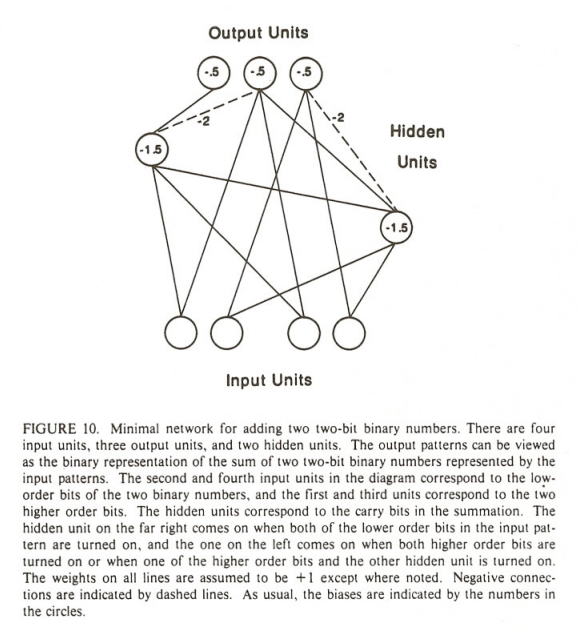 Output Units
-.5 -.5 -.5
-2 -2
Hidden
Units
-1.5
-1.5
Input Units
FIGURE 10. Minimal network for adding two two-bit binary numbers. There are four
input units, three output units, and two hidden units. The output patterns can be viewed
as the binary representation of the sum of two two-bit binary numbers represented by the
input patterns. The second and fourth input units in the diagram correspond to the low-
order bits of the two binary numbers, and the first and third units correspond to the two
higher order bits. The hidden units correspond to the carry bits in the summation. The
hidden unit on the far right comes on when both of the lower order bits in the input pat-
tern are turned on, and the one on the left comes on when both higher order bits are
turned on or when one of the higher order bits and the other hidden unit is turned on.
The weights on all lines are assumed to be +1 except where noted. Negative connec-
tions are indicated by dashed lines. As usual, the biases are indicated by the numbers in
the circles.